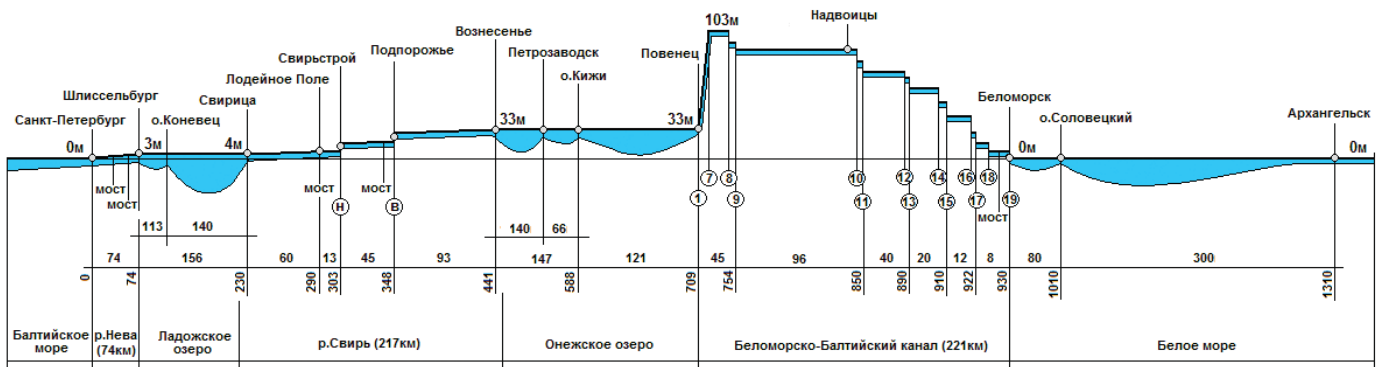 Надвоицы
103м
Вознесенье
Подпорожье
Петрозаводск
Повенец
Свирьстрой
о.Кижи
Лодейное Поле
Шлиссельбург
Свирица
Беломорск
Санкт-Петербург
о.Коневец
33м
33м
о.Соловецкий
Архангельск
0м
3м
4м
0м
0м
мост
мост
мост
мост
мост
7
8
10
12
14
16
18
Н
В
1
9
11
13
15
17
19
113
140
140
66
74
156
60
13
45
93
147
121
45
96
40
20
12
8
80
300
0
74
230
290
303
348
441
588
709
754
850
890
910
922
930
1010
1310
Балтийское
море
р.Нева
(74км)
Ладожское
озеро
р.Свирь (217км)
Онежское озеро
Беломорско-Балтийский канал (221км)
Белое море